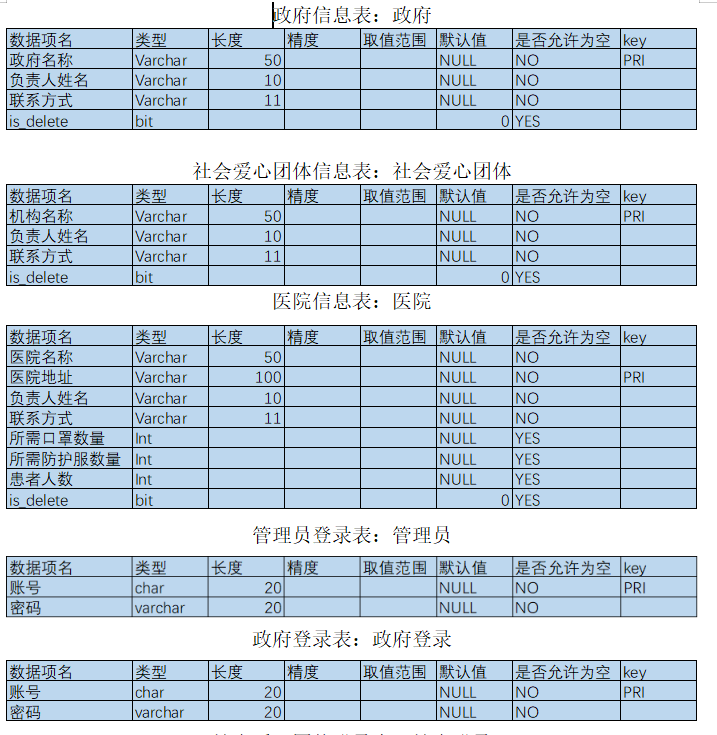 政府信息表：政府
数据项名 类型 长度 精度 取值范围 默认值 是否允许为空 key
政府名称 Varchar 50 NULL NO PRI
负责人姓名 Varchar 10 NULL NO
联系方式 Varchar 11 NULL NO
is_delete bit 0 YES
社会爱心团体信息表：社会爱心团体
数据项名 类型 长度 精度 取值范围 默认值 是否允许为空 key
机构名称 Varchar 50 NULL NO PRI
负责人姓名 Varchar 10 NULL NO
联系方式 Varchar 11 NULL NO
is_delete bit 0 YES
医院信息表：医院
数据项名 类型 长度 精度 取值范围 默认值 是否允许为空 key
医院名称 Varchar 50 NULL NO
医院地址 Varchar 100 NULL NO PRI
负责人姓名 Varchar 10 NULL NO
联系方式 Varchar 11 NULL NO
所需口罩数量 Int NULL YES
所需防护服数量 Int NULL YES
患者人数 Int NULL YES
is_delete bit 0 YES
管理员登录表：管理员
数据项名 类型 长度 精度 取值范围 默认值 是否允许为空 key
账号 char 20 NULL NO PRI
密码 varchar 20 NULL NO
政府登录表：政府登录
数据项名 类型 长度 精度 取值范围 默认值 是否允许为空 key
账号 char 20 NULL NO PRI
密码 varchar 20 NULL NO